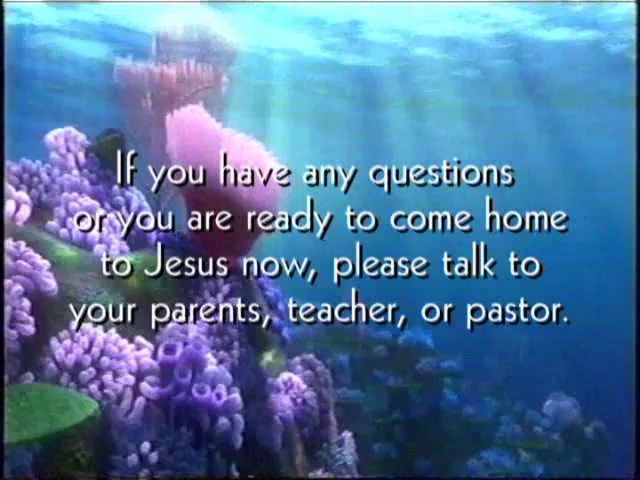 If you have any questions
or you are ready to come home
to Jesus now, please talk to
your parents, teacher, or pastor.